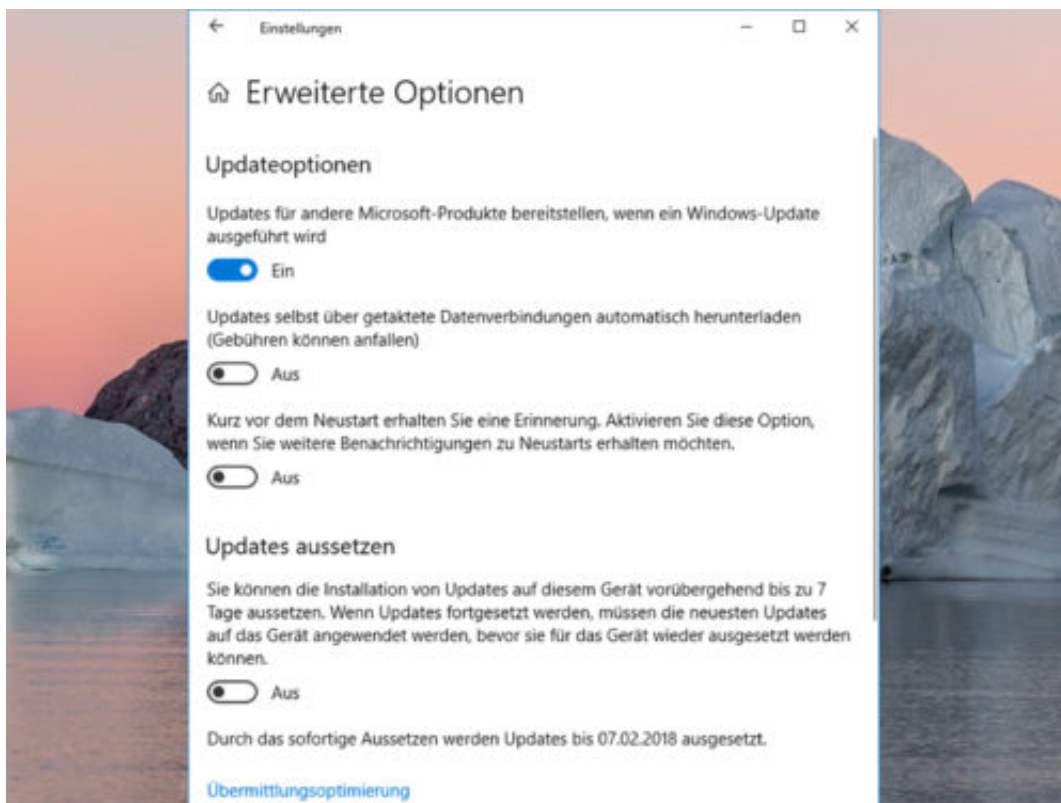 Einstellungen
Erweiterte Optionen
Updateoptionen
Updates für andere Microsoft-Produkte bereitstellen, wenn ein Windows-Update
ausgeführt wird
Ein
Updates selbst über getaktete Datenverbindungen automatisch herunterladen
(Gebühren können anfallen)
Aus
Kurz vor dem Neustart erhalten Sie eine Erinnerung. Aktivieren Sie diese Option,
wenn Sie weitere Benachrichtigungen zu Neustarts erhalten möchten.
Aus
Updates aussetzen
Sie können die Installation von Updates auf diesem Gerät vorübergehend bis zu 7
Tage aussetzen. Wenn Updates fortgesetzt werden, müssen die neuesten Updates
auf das Gerät angewendet werden, bevor sie für das Gerät wieder ausgesetzt werden
können.
Aus
Durch das sofortige Aussetzen werden Updates bis 07.02.2018 ausgesetzt.
Übermittlungsoptimierung